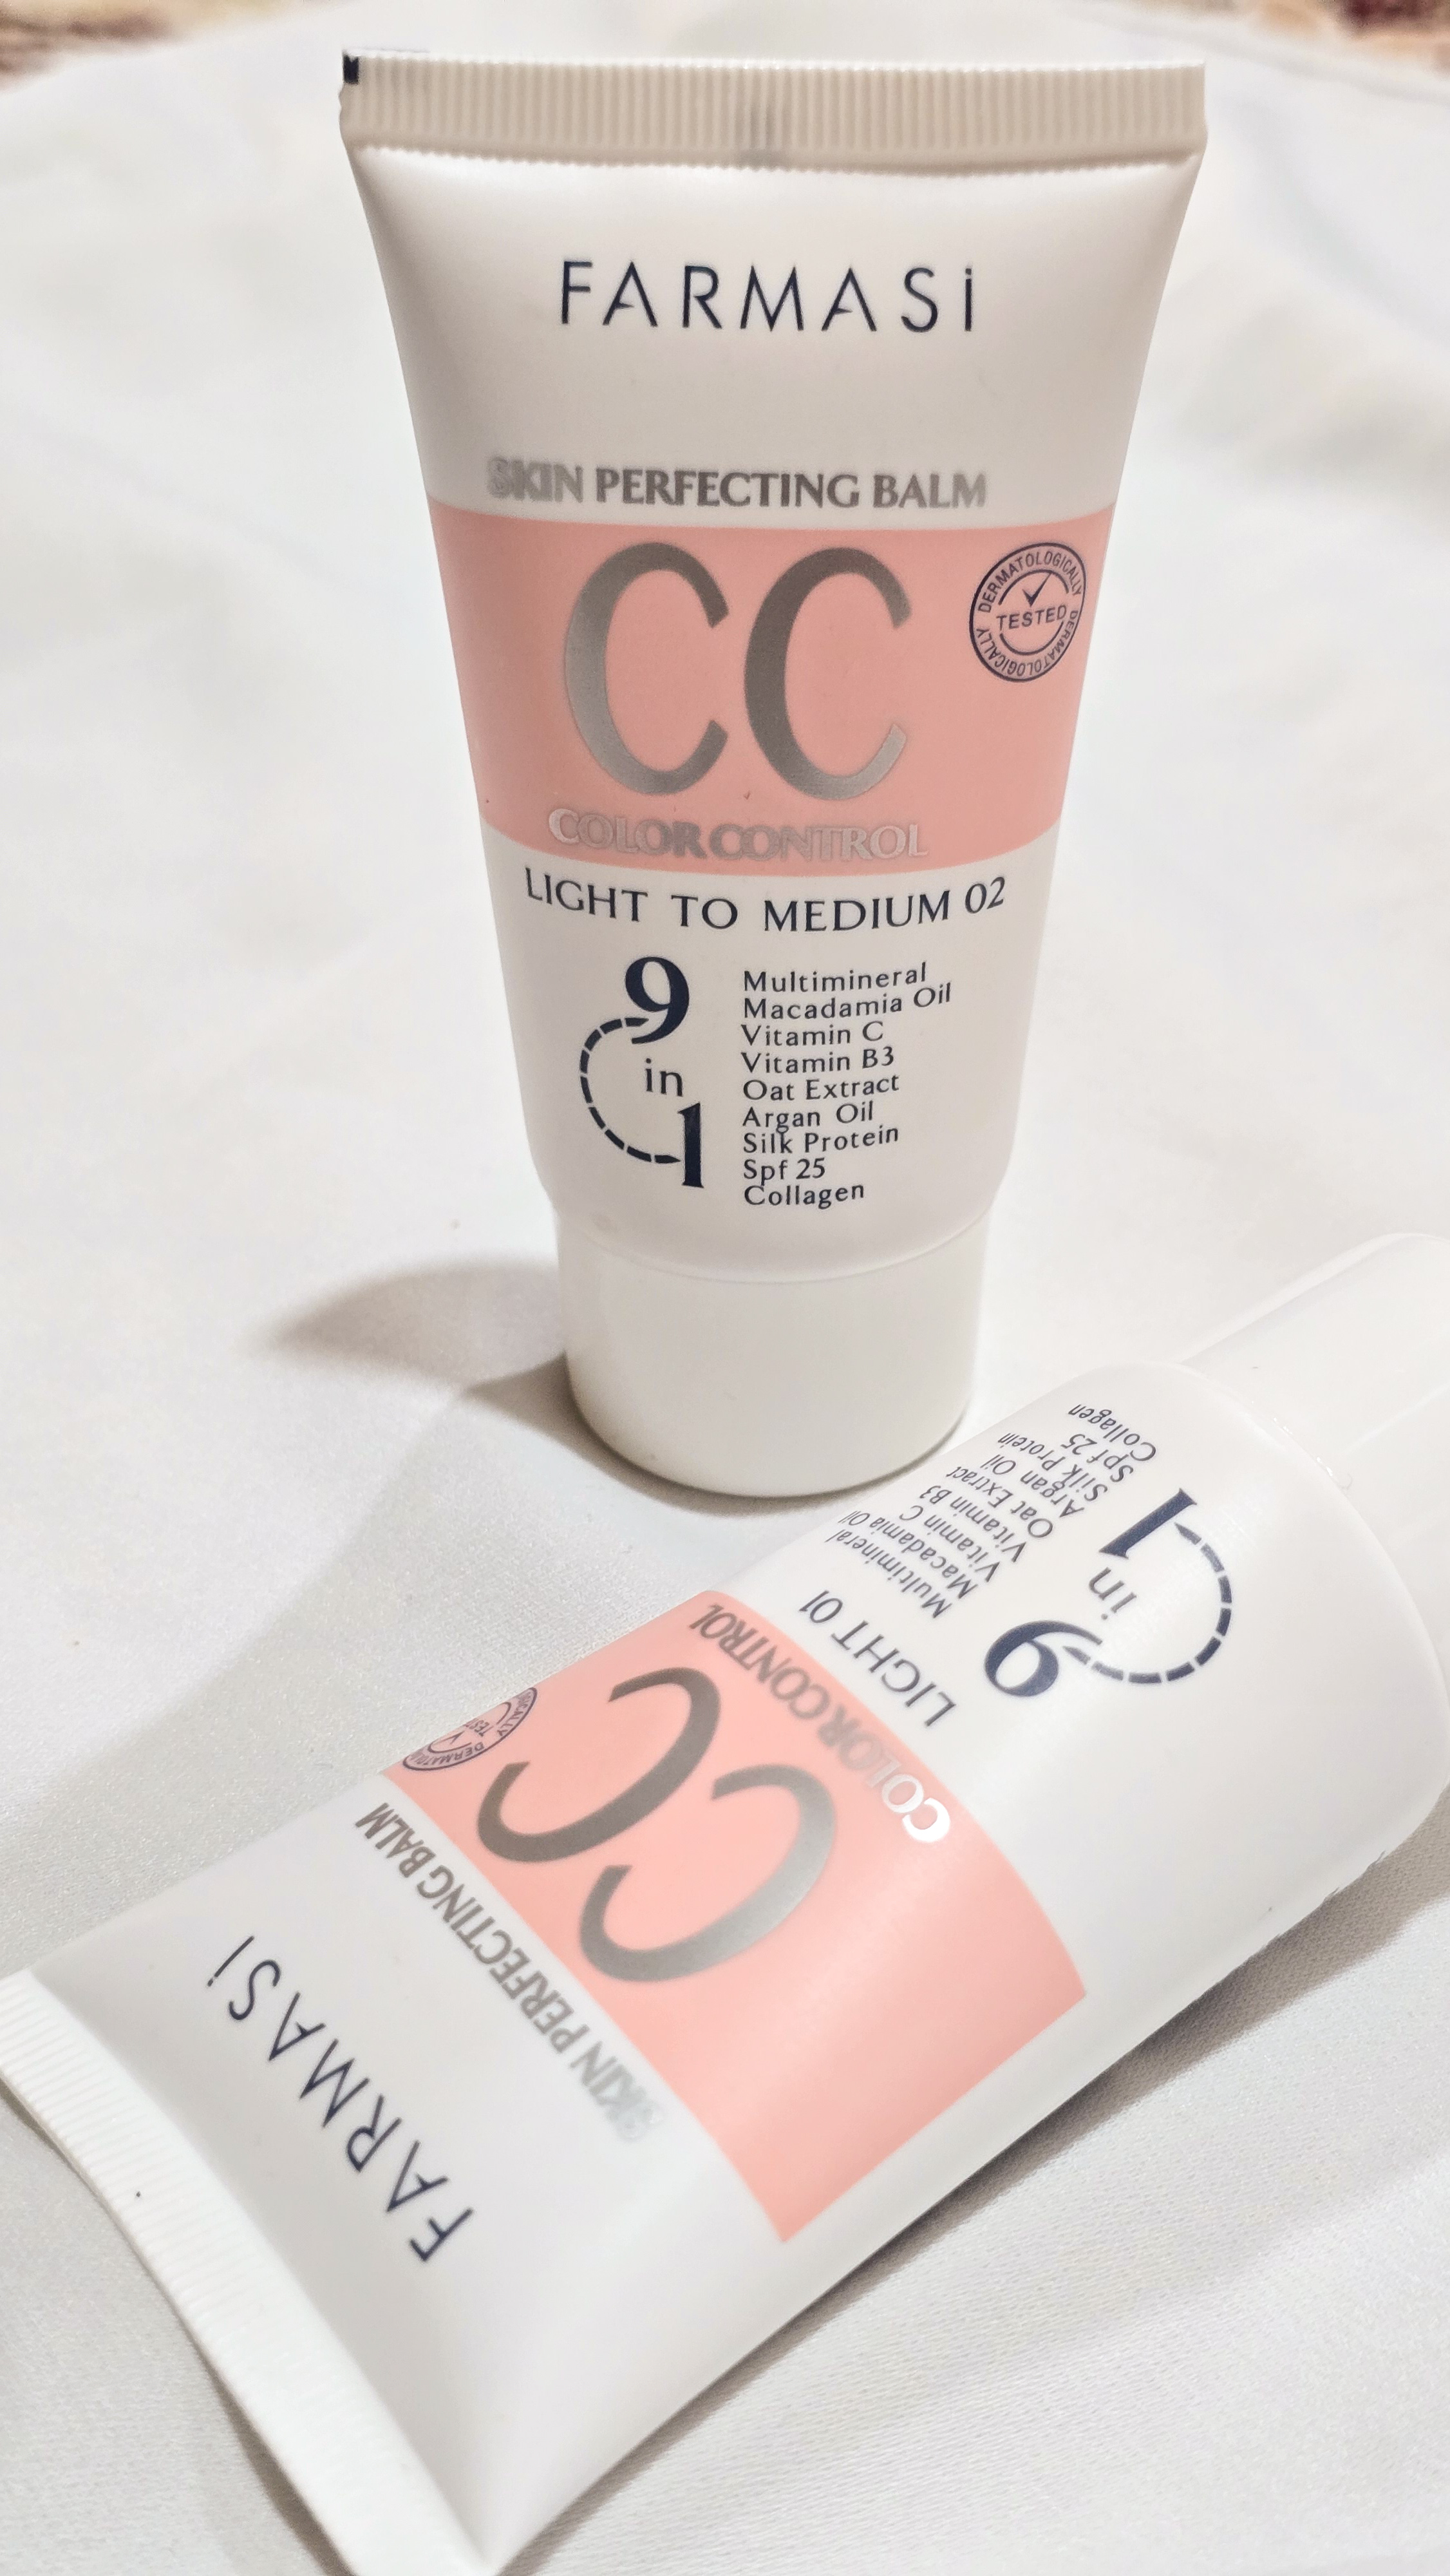 FARMASi
SKIN PERFECTING BALM
CC
DERMATOLOGICALLY
TESTED
DERMATOLOGICALLY
COLOR CONTROL
LIGHT TO MEDIUM 02
9 in 1
Multimineral
Macadamia Oil
Vitamin C
Vitamin B3
Oat Extract
Argan Oil
Silk Protein
Spf 25
Collagen
FARMASi
SKIN PERFECTING BALM
CC
COLOR CONTROL
LIGHT 01
9 in 1
Multimineral
Macadamia Oil
Vitamin C
Vitamin B3
Oat Extract
Argan Oil
Silk Protein
Spf 25
Collagen